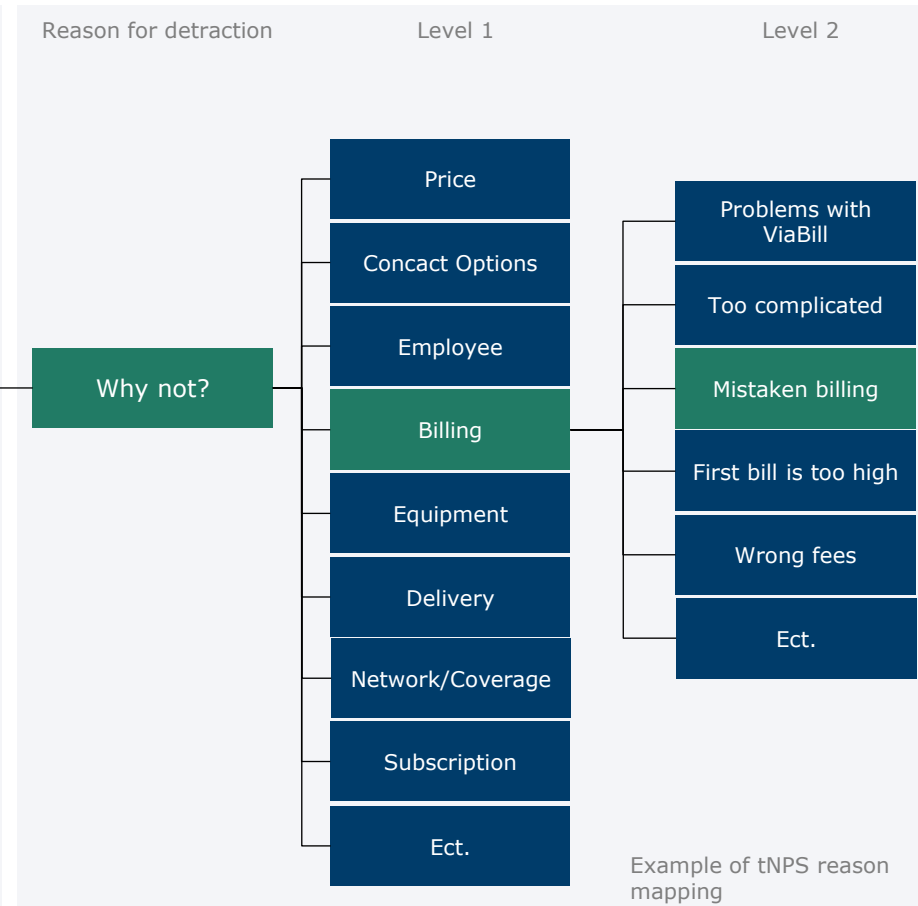 Reason for detraction
Level 1
Level 2
Why not?
Price
Concact Options
Employee
Billing
Equipment
Delivery
Network/Coverage
Subscription
Ect.
Problems with
ViaBill
Too complicated
Mistaken billing
First bill is too high
Wrong fees
Ect.
Example of tNPS reason
mapping